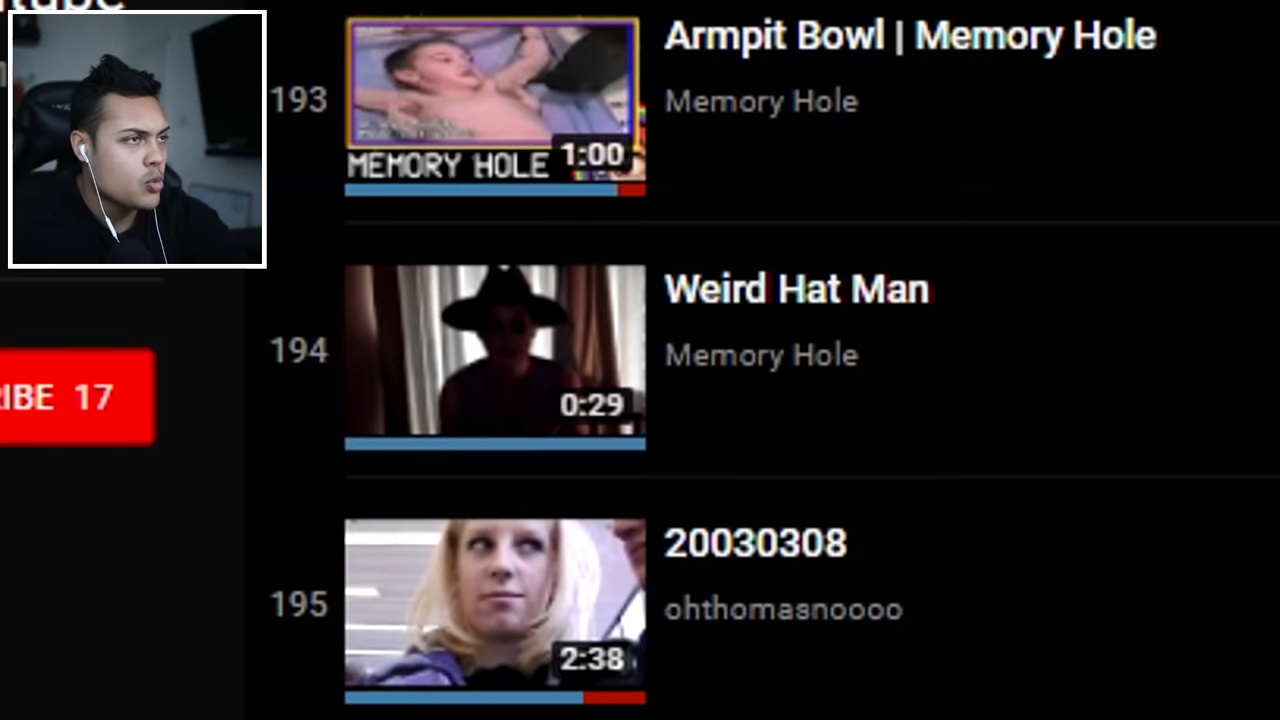 193
MEMORY HOLE
1:00
Armpit Bowl | Memory Hole
Memory Hole
194
0:29
Weird Hat Man
Memory Hole
IBE 17
195
2:38
20030308
ohthomasnoooo